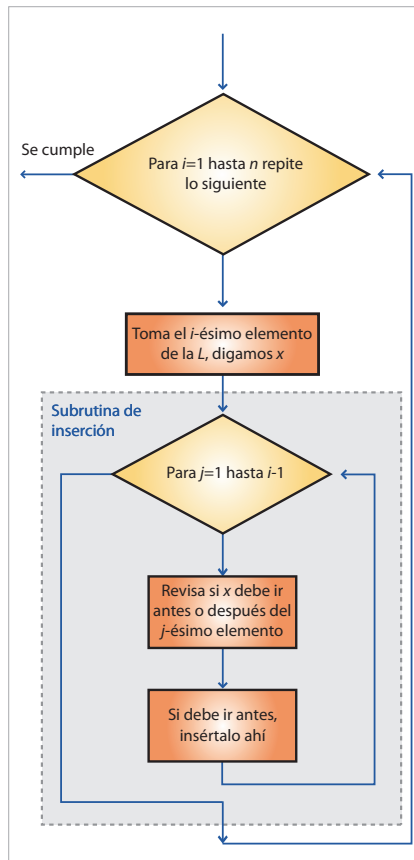 Se cumple
Para i=1 hasta n repite
lo siguiente
Toma el i-ésimo elemento
de la L, digamos x
Subrutina de
inserción
Para j=1 hasta i-1
Revisa si x debe ir
antes o después del
j-ésimo elemento
Si debe ir antes,
insértalo ahí